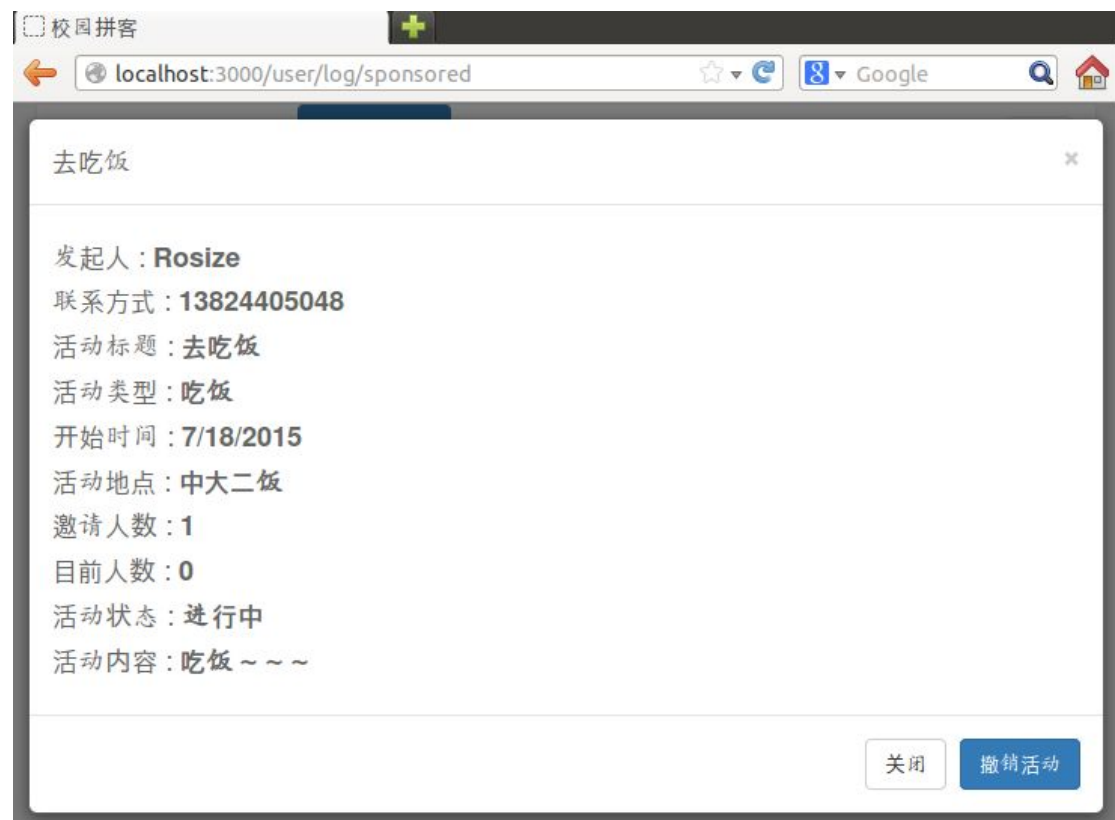 校园拼客
localhost:3000/user/log/sponsored
Google
去吃饭
×
发起人 : Rosize
联系方式 : 13824405048
活动标题 : 去吃饭
活动类型 : 吃饭
开始时间 : 7/18/2015
活动地点 : 中大二饭
邀请人数 : 1
目前人数 : 0
活动状态 : 进行中
活动内容 : 吃饭 ~ ~ ~
关闭 撤销活动